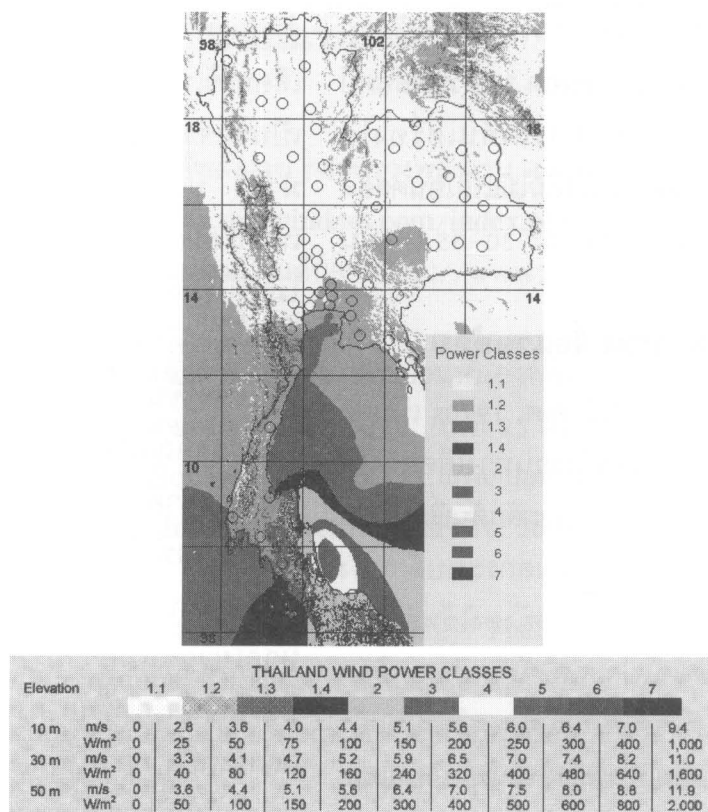 98 102
18 18
14 14
10
Power Classes
1.1
1.2
1.3
1.4
2
3
4
5
6
7
98
THAILAND WIND POWER CLASSES
Elevation 1.1 1.2 1.3 1.4 2 3 4 5 6 7
10 m m/s 0 2.8 3.6 4.0 4.4 5.1 5.6 6.0 6.4 7.0 9.4
W/m² 0 25 50 75 100 150 200 250 300 400 1,000
30 m m/s 0 3.3 4.1 4.7 5.2 5.9 6.5 7.0 7.4 8.2 11.0
W/m² 0 40 80 120 160 240 320 400 480 640 1,600
50 m m/s 0 3.6 4.4 5.1 5.6 6.4 7.0 7.5 8.0 8.8 11.9
W/m² 0 50 100 150 200 300 400 500 600 800 2,000